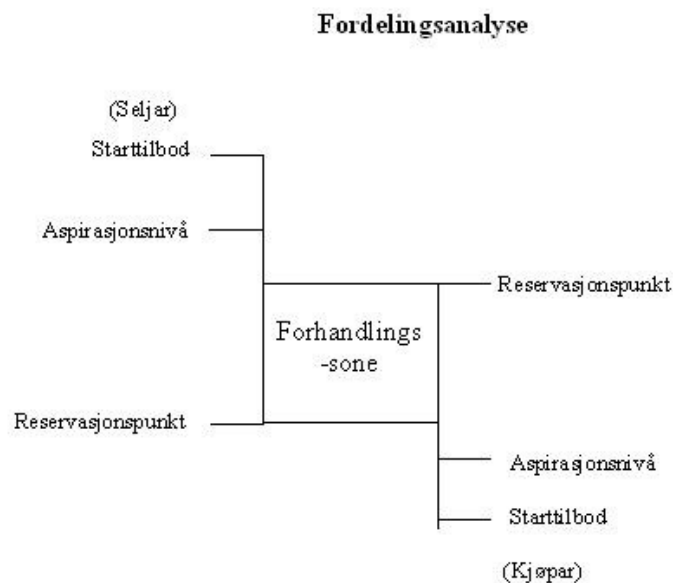 Fordelingsanalyse
(Seljar)
Starttilbod
Aspirasjonsnivå
Reservasjonspunkt
Forhandlings
-sone
Reservasjonspunkt
Aspirasjonsnivå
Starttilbod
(Kjøpar)